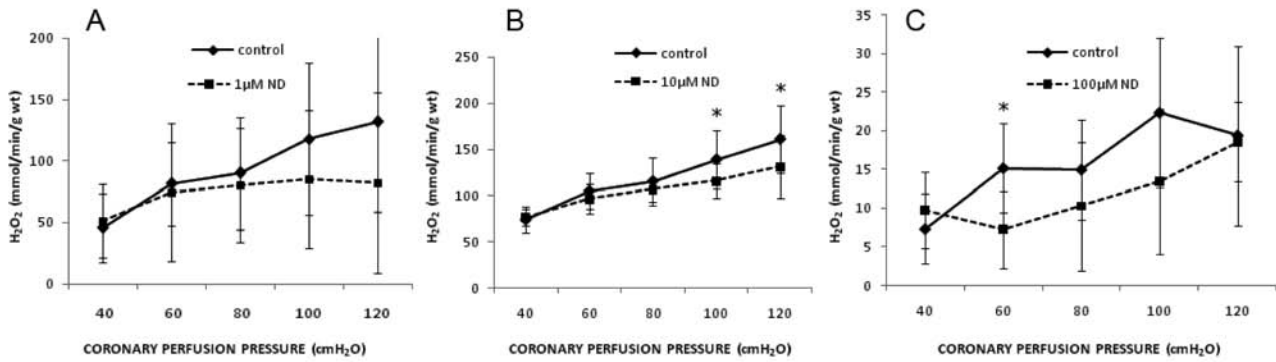 A
200
150
100
50
0
H₂O₂ (mmol/min/g wt)
control
1µM ND
40 60 80 100 120
CORONARY PERFUSION PRESSURE (cmH₂O)
B
250
200
150
100
50
0
H₂O₂ (mmol/min/g wt)
control
10µM ND
*
*
40 60 80 100 120
CORONARY PERFUSION PRESSURE (cmH₂O)
C
35
30
25
20
15
10
5
0
H₂O₂ (mmol/min/g wt)
control
100µM ND
*
40 60 80 100 120
CORONARY PERFUSION PRESSURE (cmH₂O)